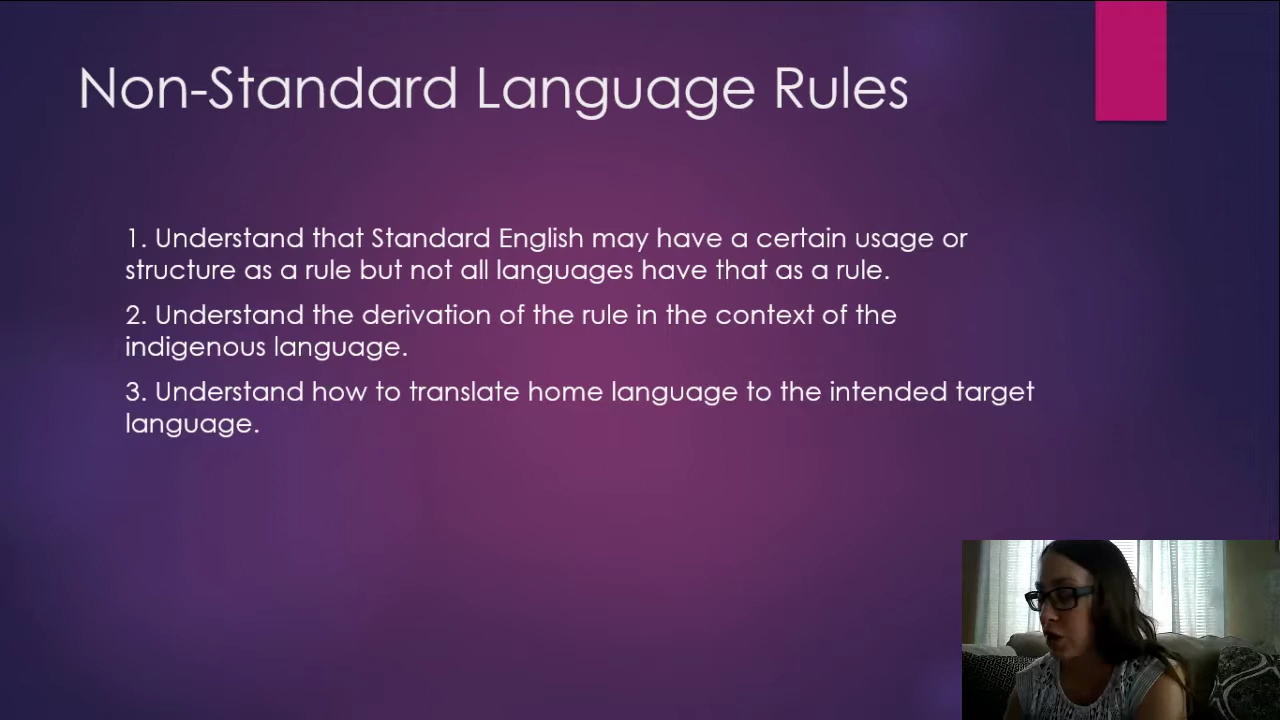 Non-Standard Language Rules
1. Understand that Standard English may have a certain usage or
structure as a rule but not all languages have that as a rule.
2. Understand the derivation of the rule in the context of the
indigenous language.
3. Understand how to translate home language to the intended target
language.